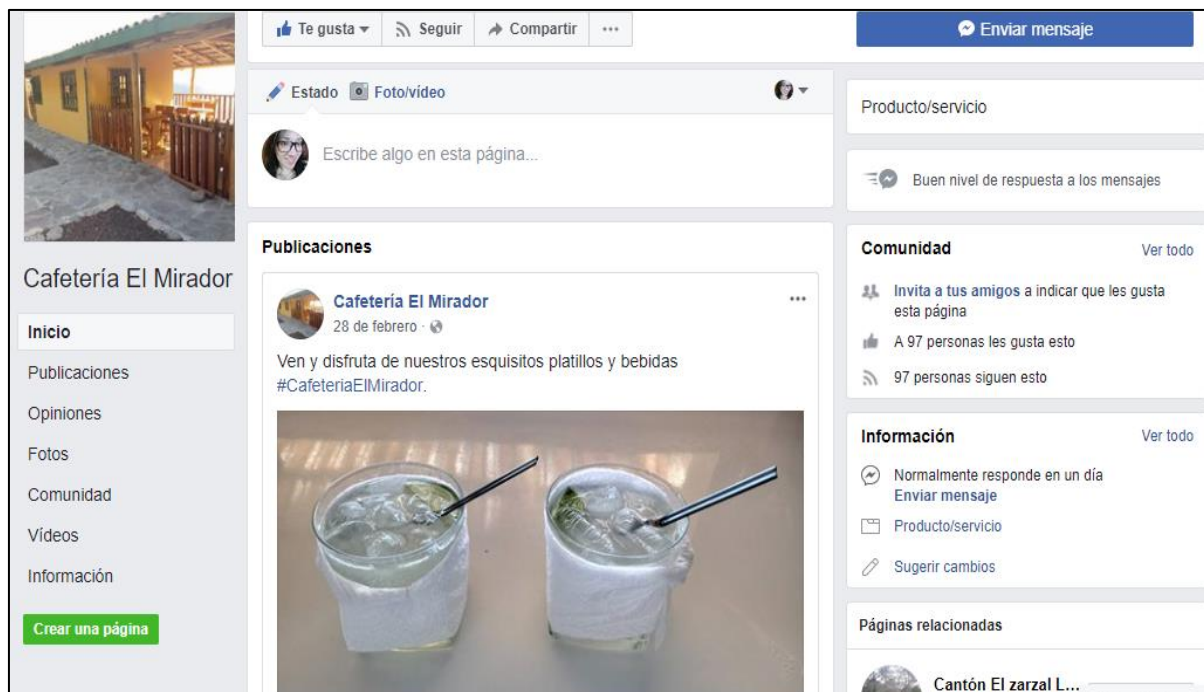 Te gusta
Seguir
Compartir
Enviar mensaje
Estado
Foto/vídeo
Escribe algo en esta página...
Producto/servicio
Buen nivel de respuesta a los mensajes
Publicaciones
Cafetería El Mirador
28 de febrero ·
Ven y disfruta de nuestros esquisitos platillos y bebidas
#CafeteriaElMirador.
Cafetería El Mirador
Inicio
Publicaciones
Opiniones
Fotos
Comunidad
Vídeos
Información
Crear una página
Comunidad
Ver todo
Invita a tus amigos a indicar que les gusta
esta página
A 97 personas les gusta esto
97 personas siguen esto
Información
Ver todo
Normalmente responde en un día
Enviar mensaje
Producto/servicio
Sugerir cambios
Páginas relacionadas
Cantón El zarzal L...